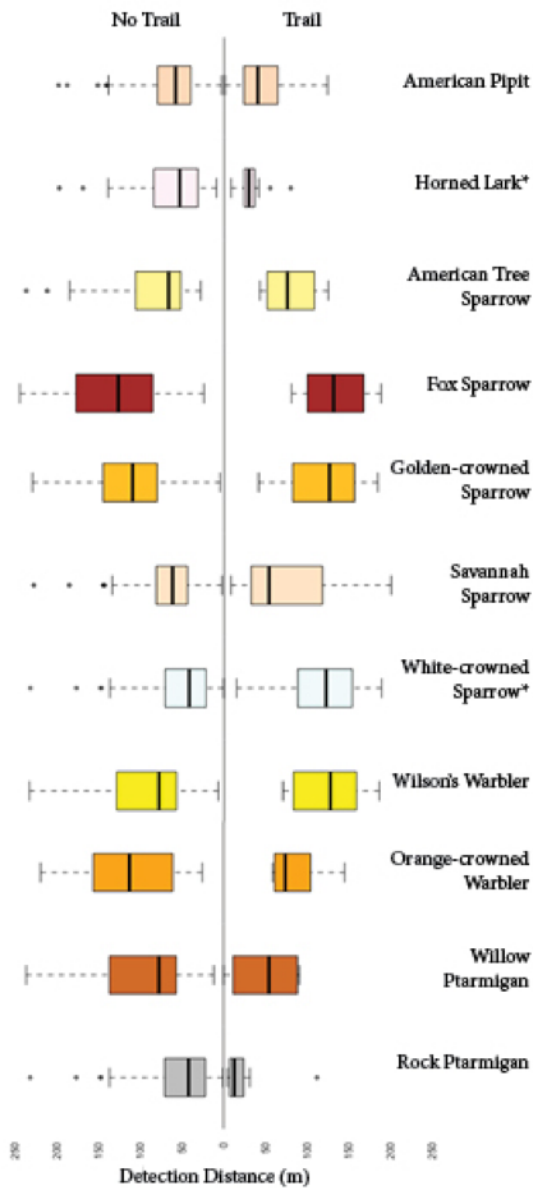 No Trail
Trail
American Pipit
Horned Lark*
American Tree
Sparrow
Fox Sparrow
Golden-crowned
Sparrow
Savannah
Sparrow
White-crowned
Sparrow*
Wilson's Warbler
Orange-crowned
Warbler
Willow
Ptarmigan
Rock Ptarmigan
250 200 150 100 50 0 50 100 150 200 250
Detection Distance (m)